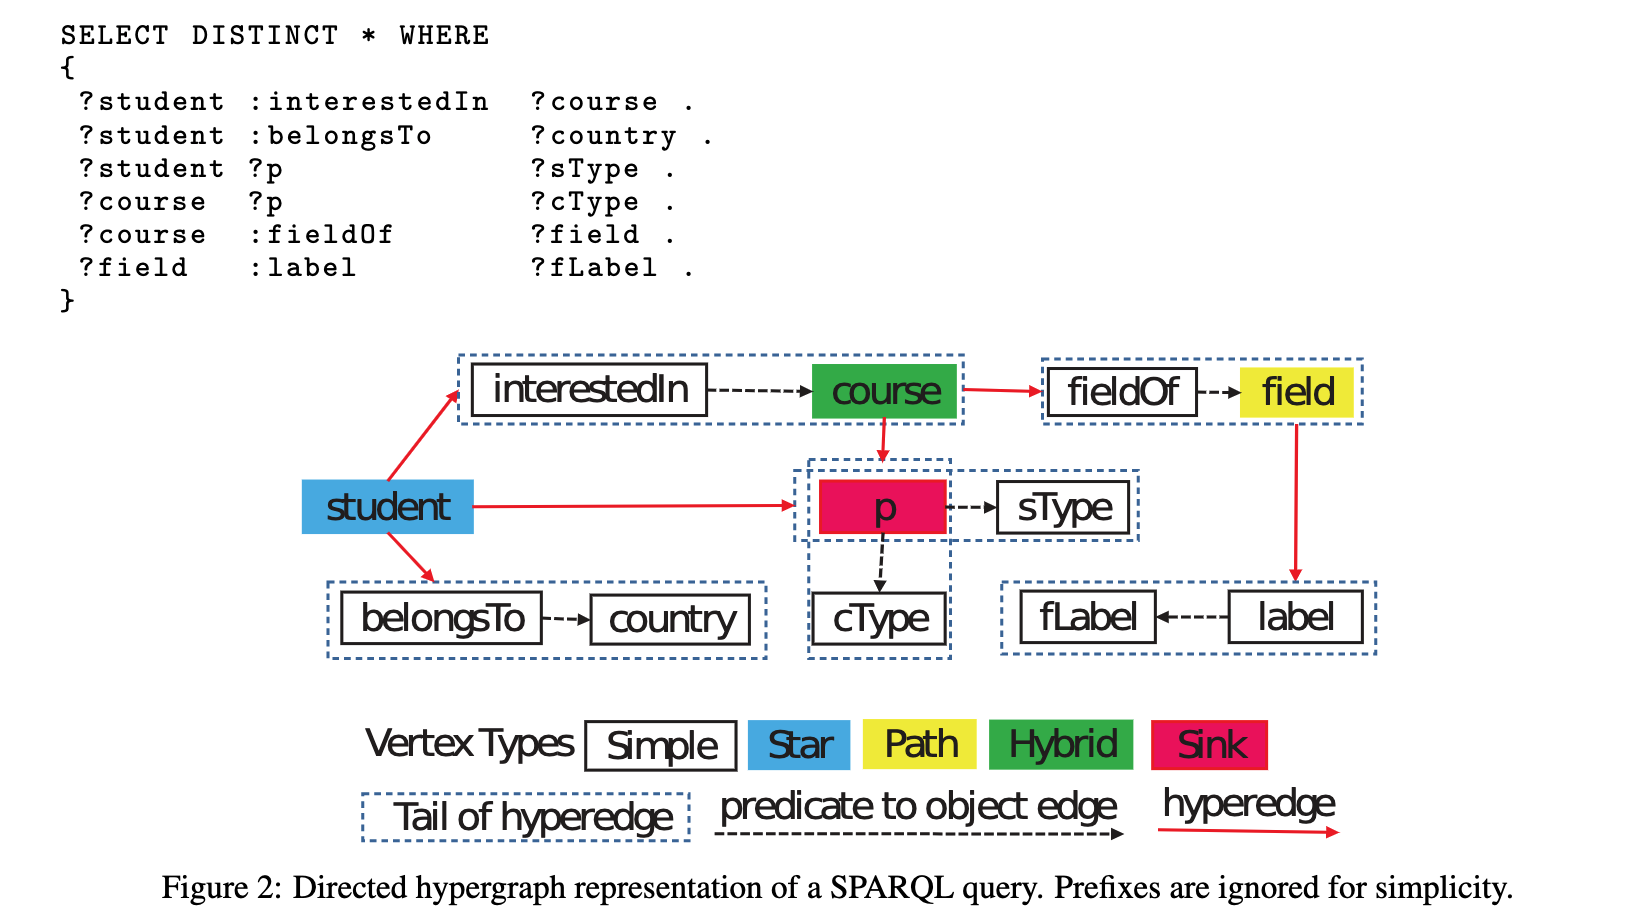 SELECT DISTINCT * WHERE
{
?student :interestedIn ?course .
?student :belongsTo ?country .
?student ?p ?sType .
?course ?p ?cType .
?course :fieldOf ?field .
?field :label ?fLabel .
}
interestedIn course fieldOf field
student p sType
belongsTo country cType fLabel label
Vertex Types Simple Star Path Hybrid Sink
Tail of hyperedge predicate to object edge hyperedge
Figure 2: Directed hypergraph representation of a SPARQL query. Prefixes are ignored for simplicity.